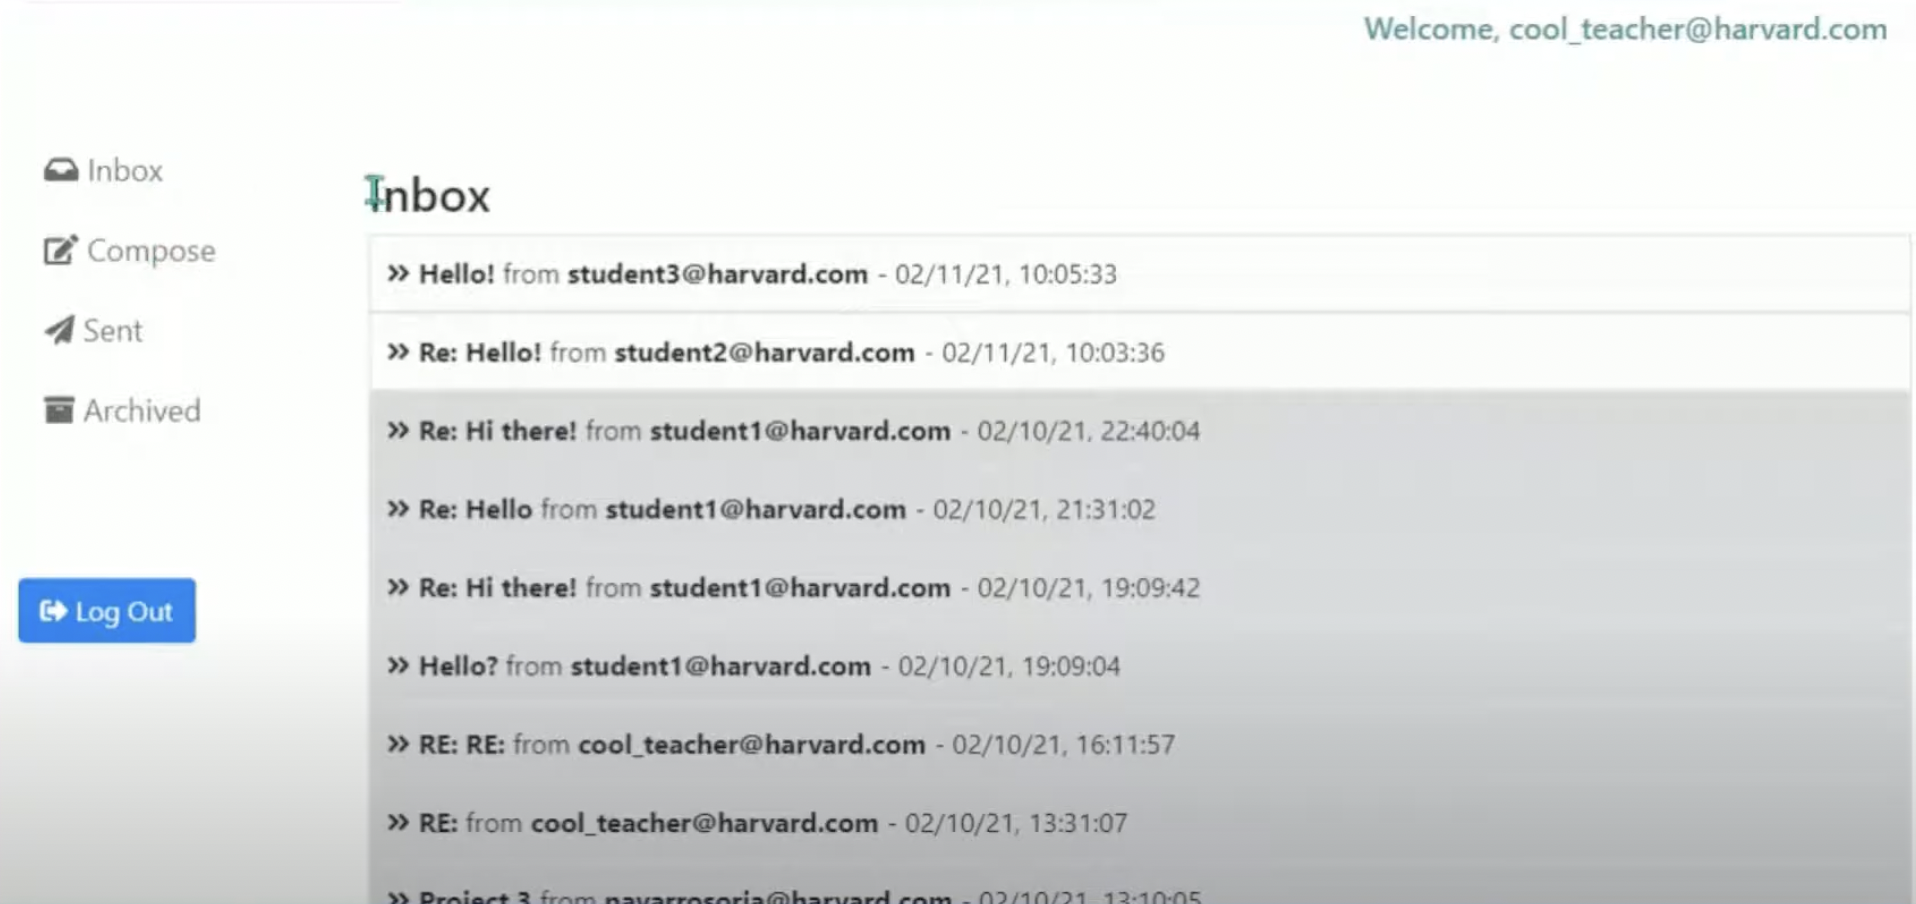 Welcome, cool_teacher@harvard.com
Inbox
Compose
Sent
Archived
Log Out
Inbox
» Hello! from student3@harvard.com - 02/11/21, 10:05:33
» Re: Hello! from student2@harvard.com - 02/11/21, 10:03:36
» Re: Hi there! from student1@harvard.com - 02/10/21, 22:40:04
» Re: Hello from student1@harvard.com - 02/10/21, 21:31:02
» Re: Hi there! from student1@harvard.com - 02/10/21, 19:09:42
» Hello? from student1@harvard.com - 02/10/21, 19:09:04
» RE: RE: from cool_teacher@harvard.com - 02/10/21, 16:11:57
» RE: from cool_teacher@harvard.com - 02/10/21, 13:31:07
» Project 3 from navarrosoria@harvard.com - 02/10/21, 13:10:05